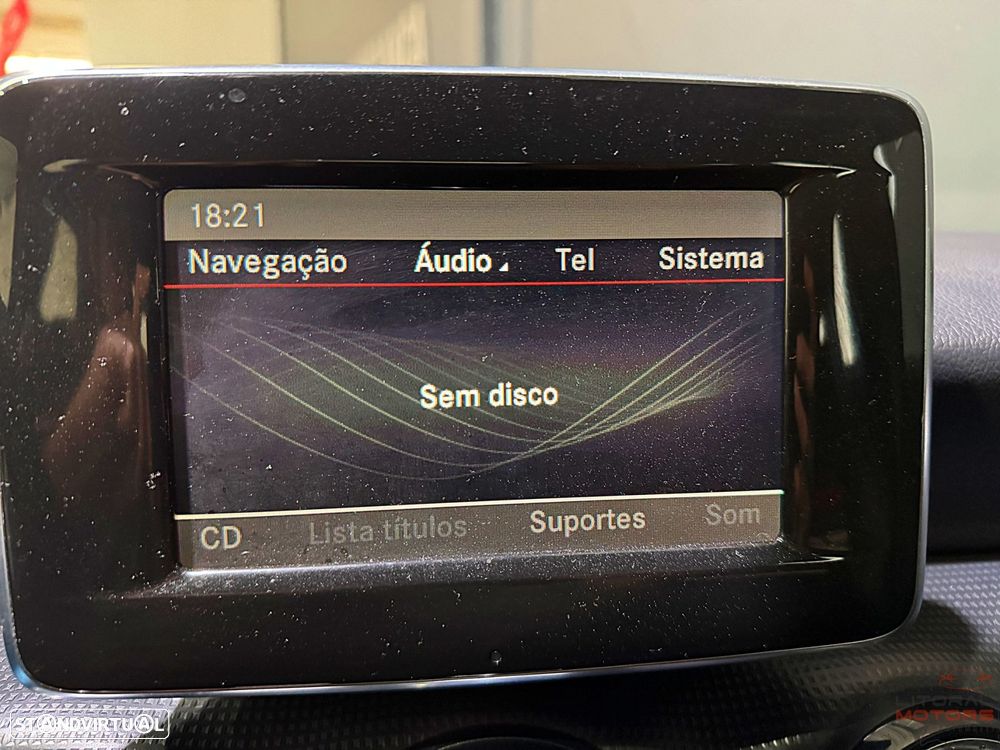 18:21
Navegação Áudio Tel Sistema
Sem disco
CD Lista títulos Suportes Som
STANDVIRTUAL
MOTORS